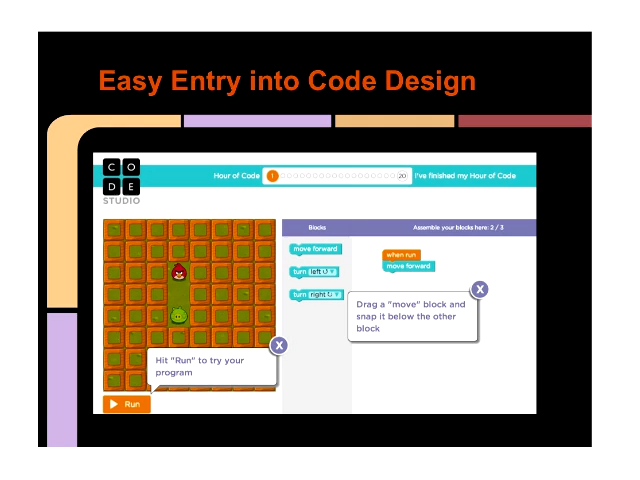 Easy Entry into Code Design
C O
D E
STUDIO
Hour of Code 1 20 I've finished my Hour of Code
Blocks
Assemble your blocks here: 2 / 3
move forward
turn left
turn right
when run
move forward
Drag a "move" block and
snap it below the other
block
X
Hit "Run" to try your
program
X
Run